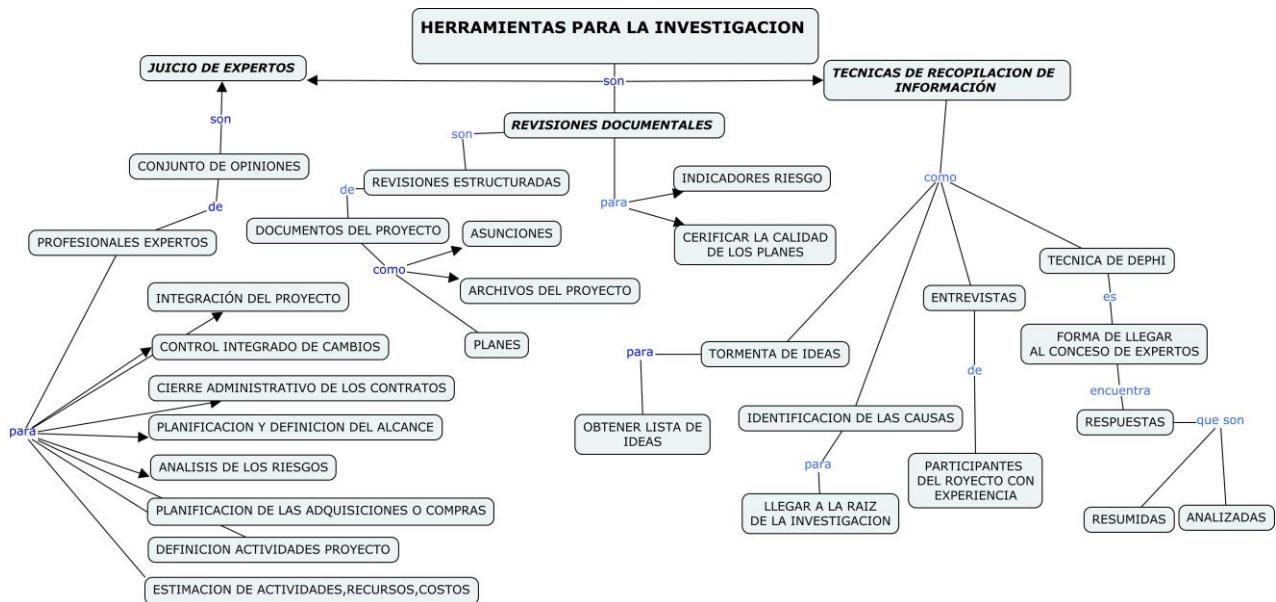 HERRAMIENTAS PARA LA INVESTIGACION
son
JUICIO DE EXPERTOS
son
CONJUNTO DE OPINIONES
de
PROFESIONALES EXPERTOS
para
INTEGRACIÓN DEL PROYECTO
CONTROL INTEGRADO DE CAMBIOS
CIERRE ADMINISTRATIVO DE LOS CONTRATOS
PLANIFICACION Y DEFINICION DEL ALCANCE
ANALISIS DE LOS RIESGOS
PLANIFICACION DE LAS ADQUISICIONES O COMPRAS
DEFINICION ACTIVIDADES PROYECTO
ESTIMACION DE ACTIVIDADES,RECURSOS,COSTOS
REVISIONES DOCUMENTALES
son
REVISIONES ESTRUCTURADAS
de
DOCUMENTOS DEL PROYECTO
como
ASUNCIONES
ARCHIVOS DEL PROYECTO
PLANES
para
INDICADORES RIESGO
CERIFICAR LA CALIDAD
DE LOS PLANES
TECNICAS DE RECOPILACION DE
INFORMACIÓN
como
TORMENTA DE IDEAS
para
OBTENER LISTA DE
IDEAS
IDENTIFICACION DE LAS CAUSAS
para
LLEGAR A LA RAIZ
DE LA INVESTIGACION
ENTREVISTAS
de
PARTICIPANTES
DEL ROYECTO CON
EXPERIENCIA
TECNICA DE DEPHI
es
FORMA DE LLEGAR
AL CONCESO DE EXPERTOS
encuentra
RESPUESTAS
que son
RESUMIDAS
ANALIZADAS